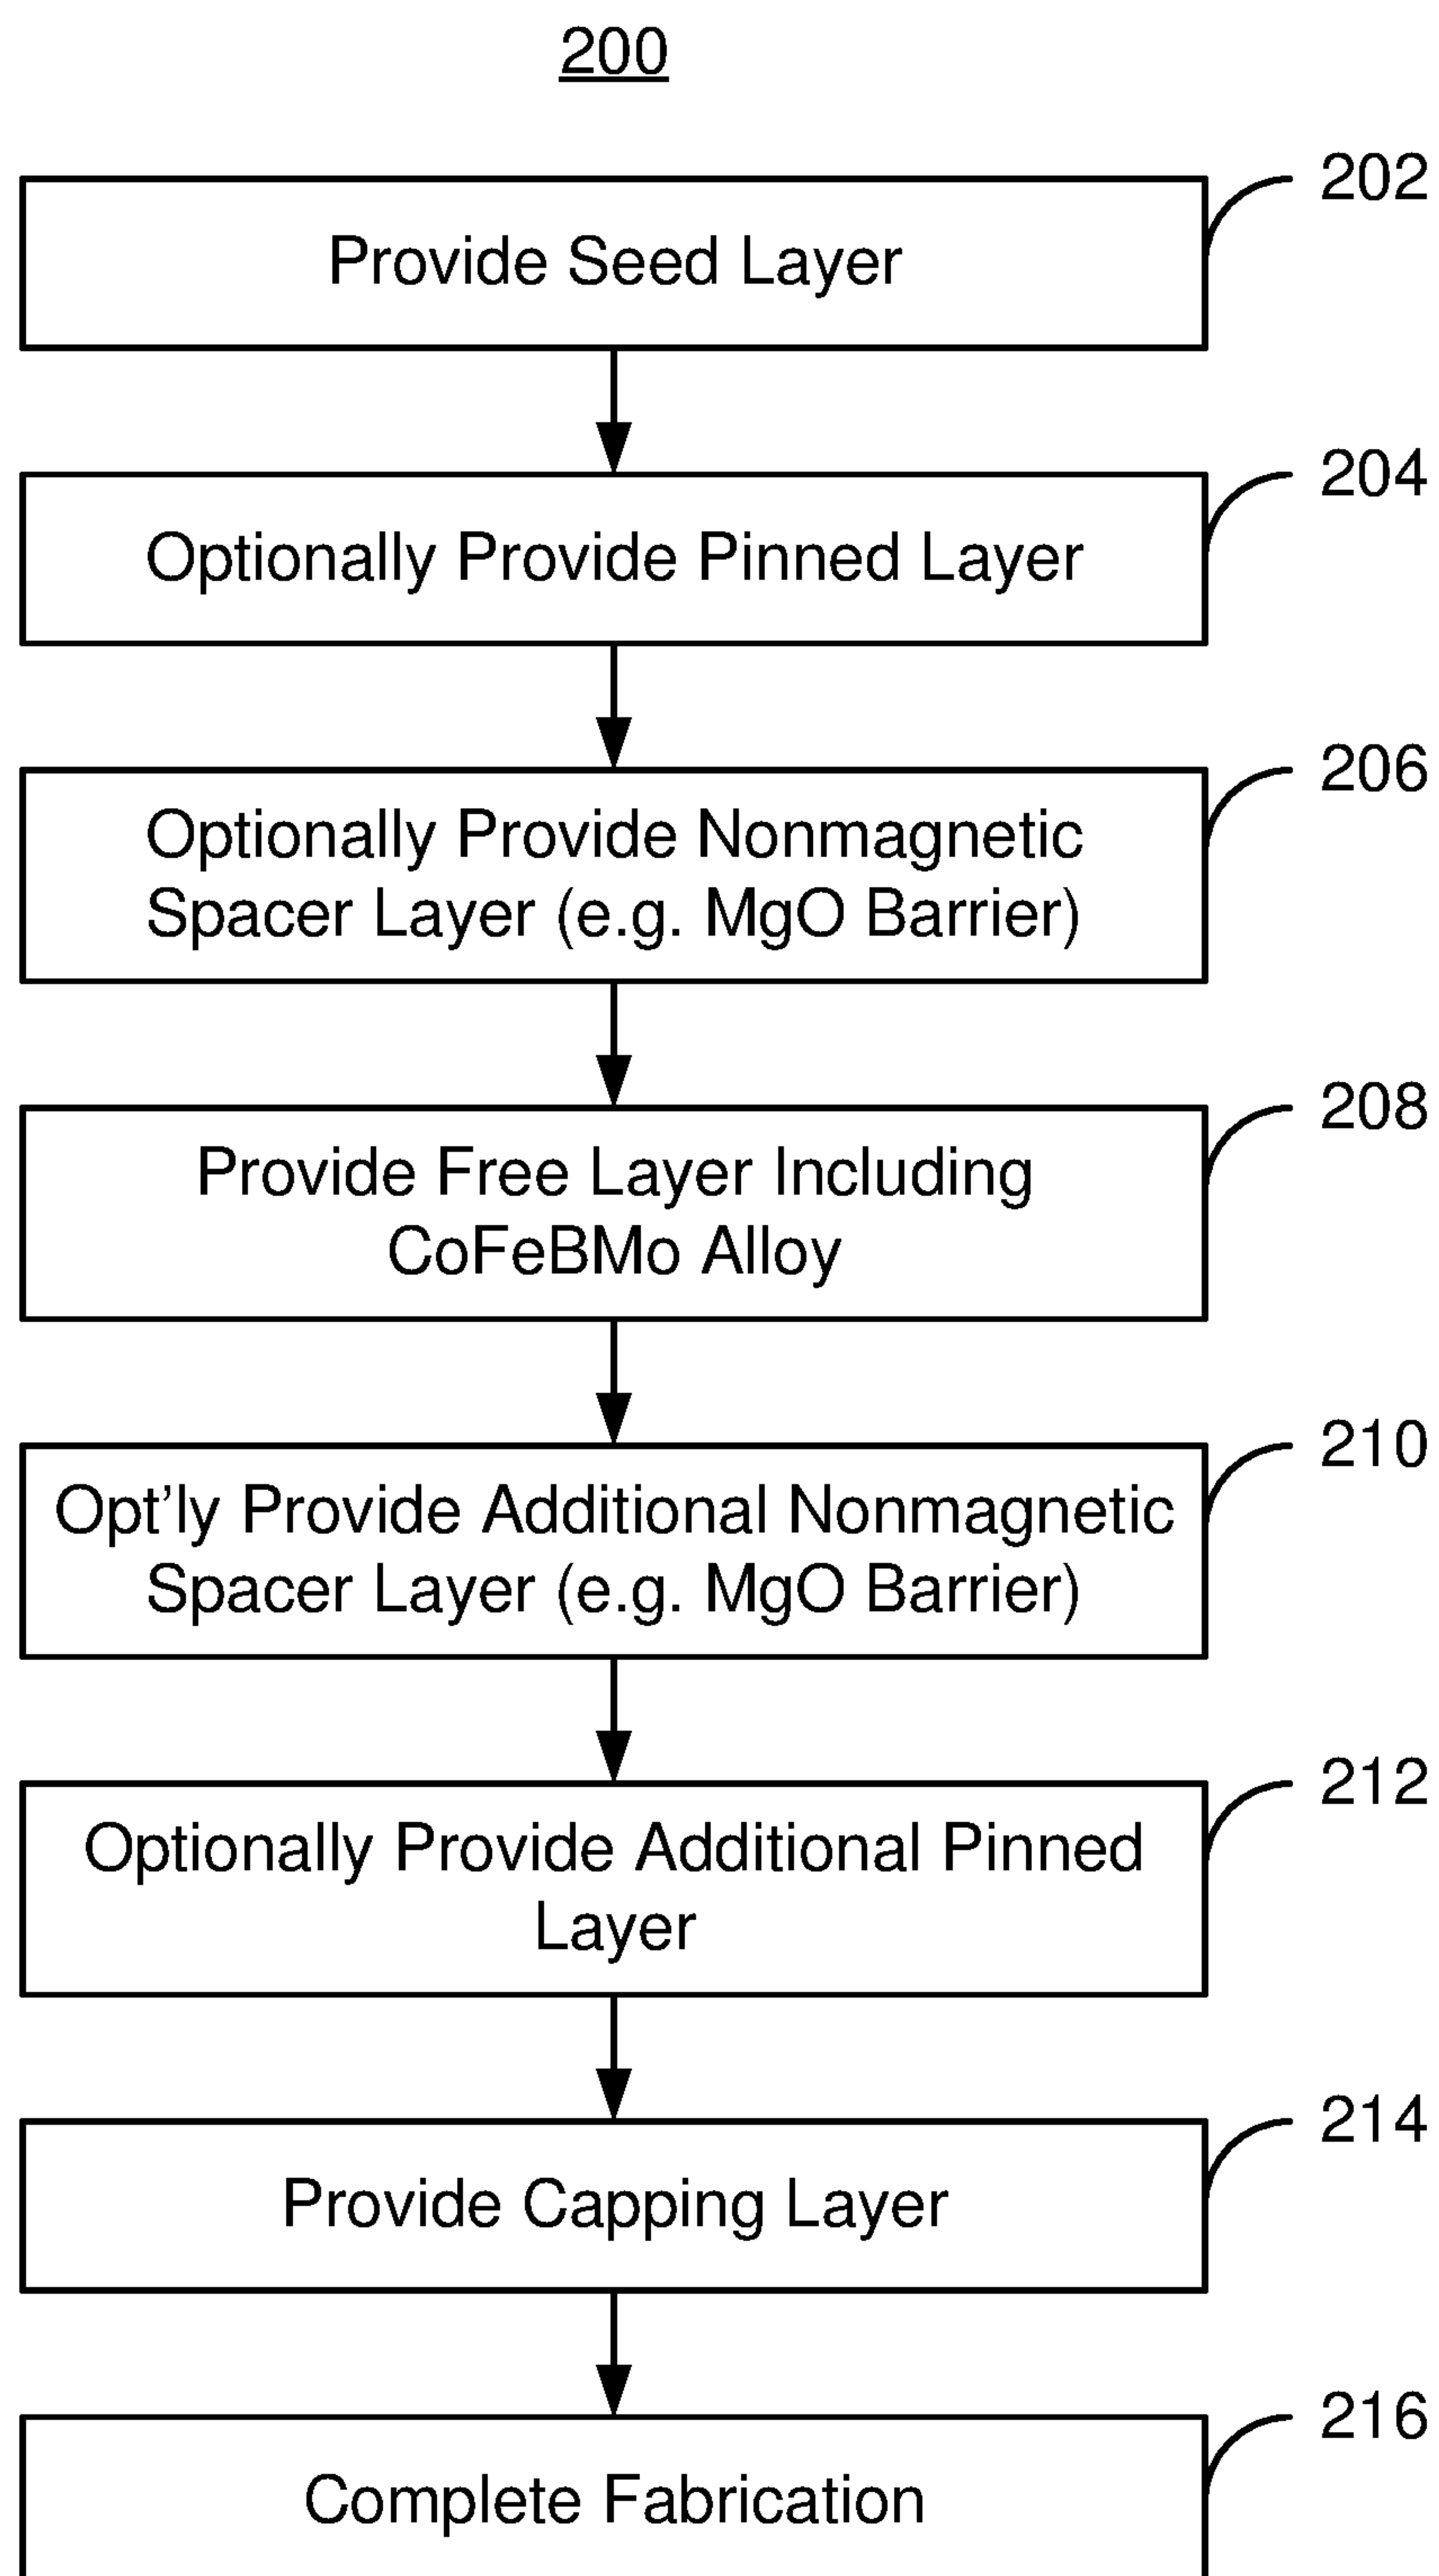 200
202
Provide Seed Layer
204
Optionally Provide Pinned Layer
206
Optionally Provide Nonmagnetic
Spacer Layer (e.g. MgO Barrier)
208
Provide Free Layer Including
CoFeBMo Alloy
210
Opt’ly Provide Additional Nonmagnetic
Spacer Layer (e.g. MgO Barrier)
212
Optionally Provide Additional Pinned
Layer
214
Provide Capping Layer
216
Complete Fabrication